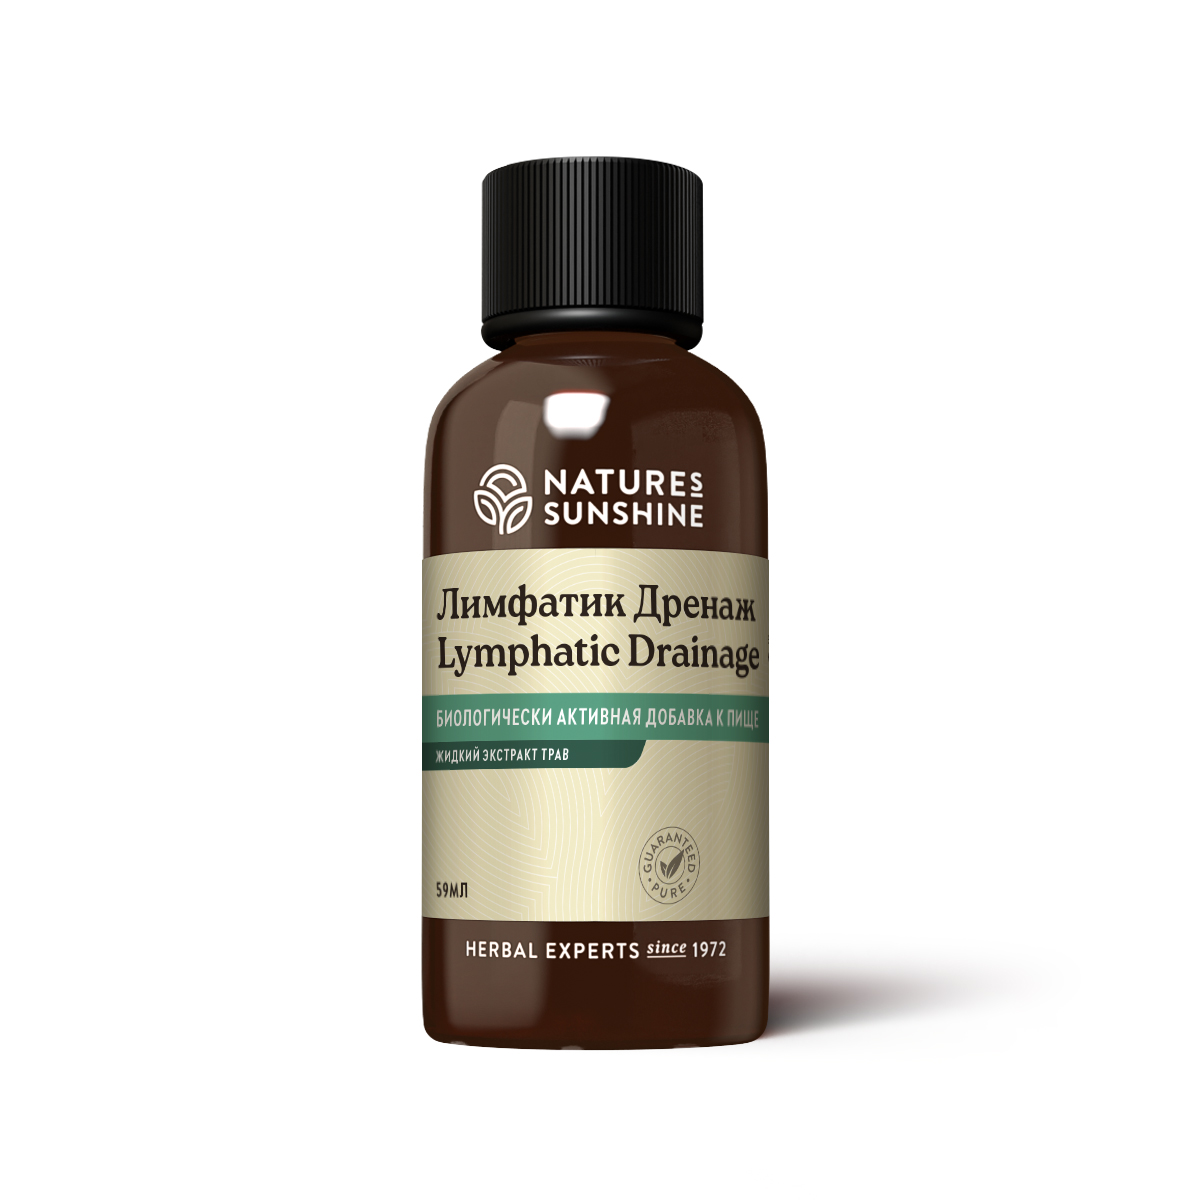 NATURES
SUNSHINE
Лимфатик Дренаж
Lymphatic Drainage
БИОЛОГИЧЕСКИ АКТИВНАЯ ДОБАВКА К ПИЩЕ
ЖИДКИЙ ЭКСТРАКТ ТРАВ
GUARANTEED
• PURE •
59МЛ
HERBAL EXPERTS since 1972